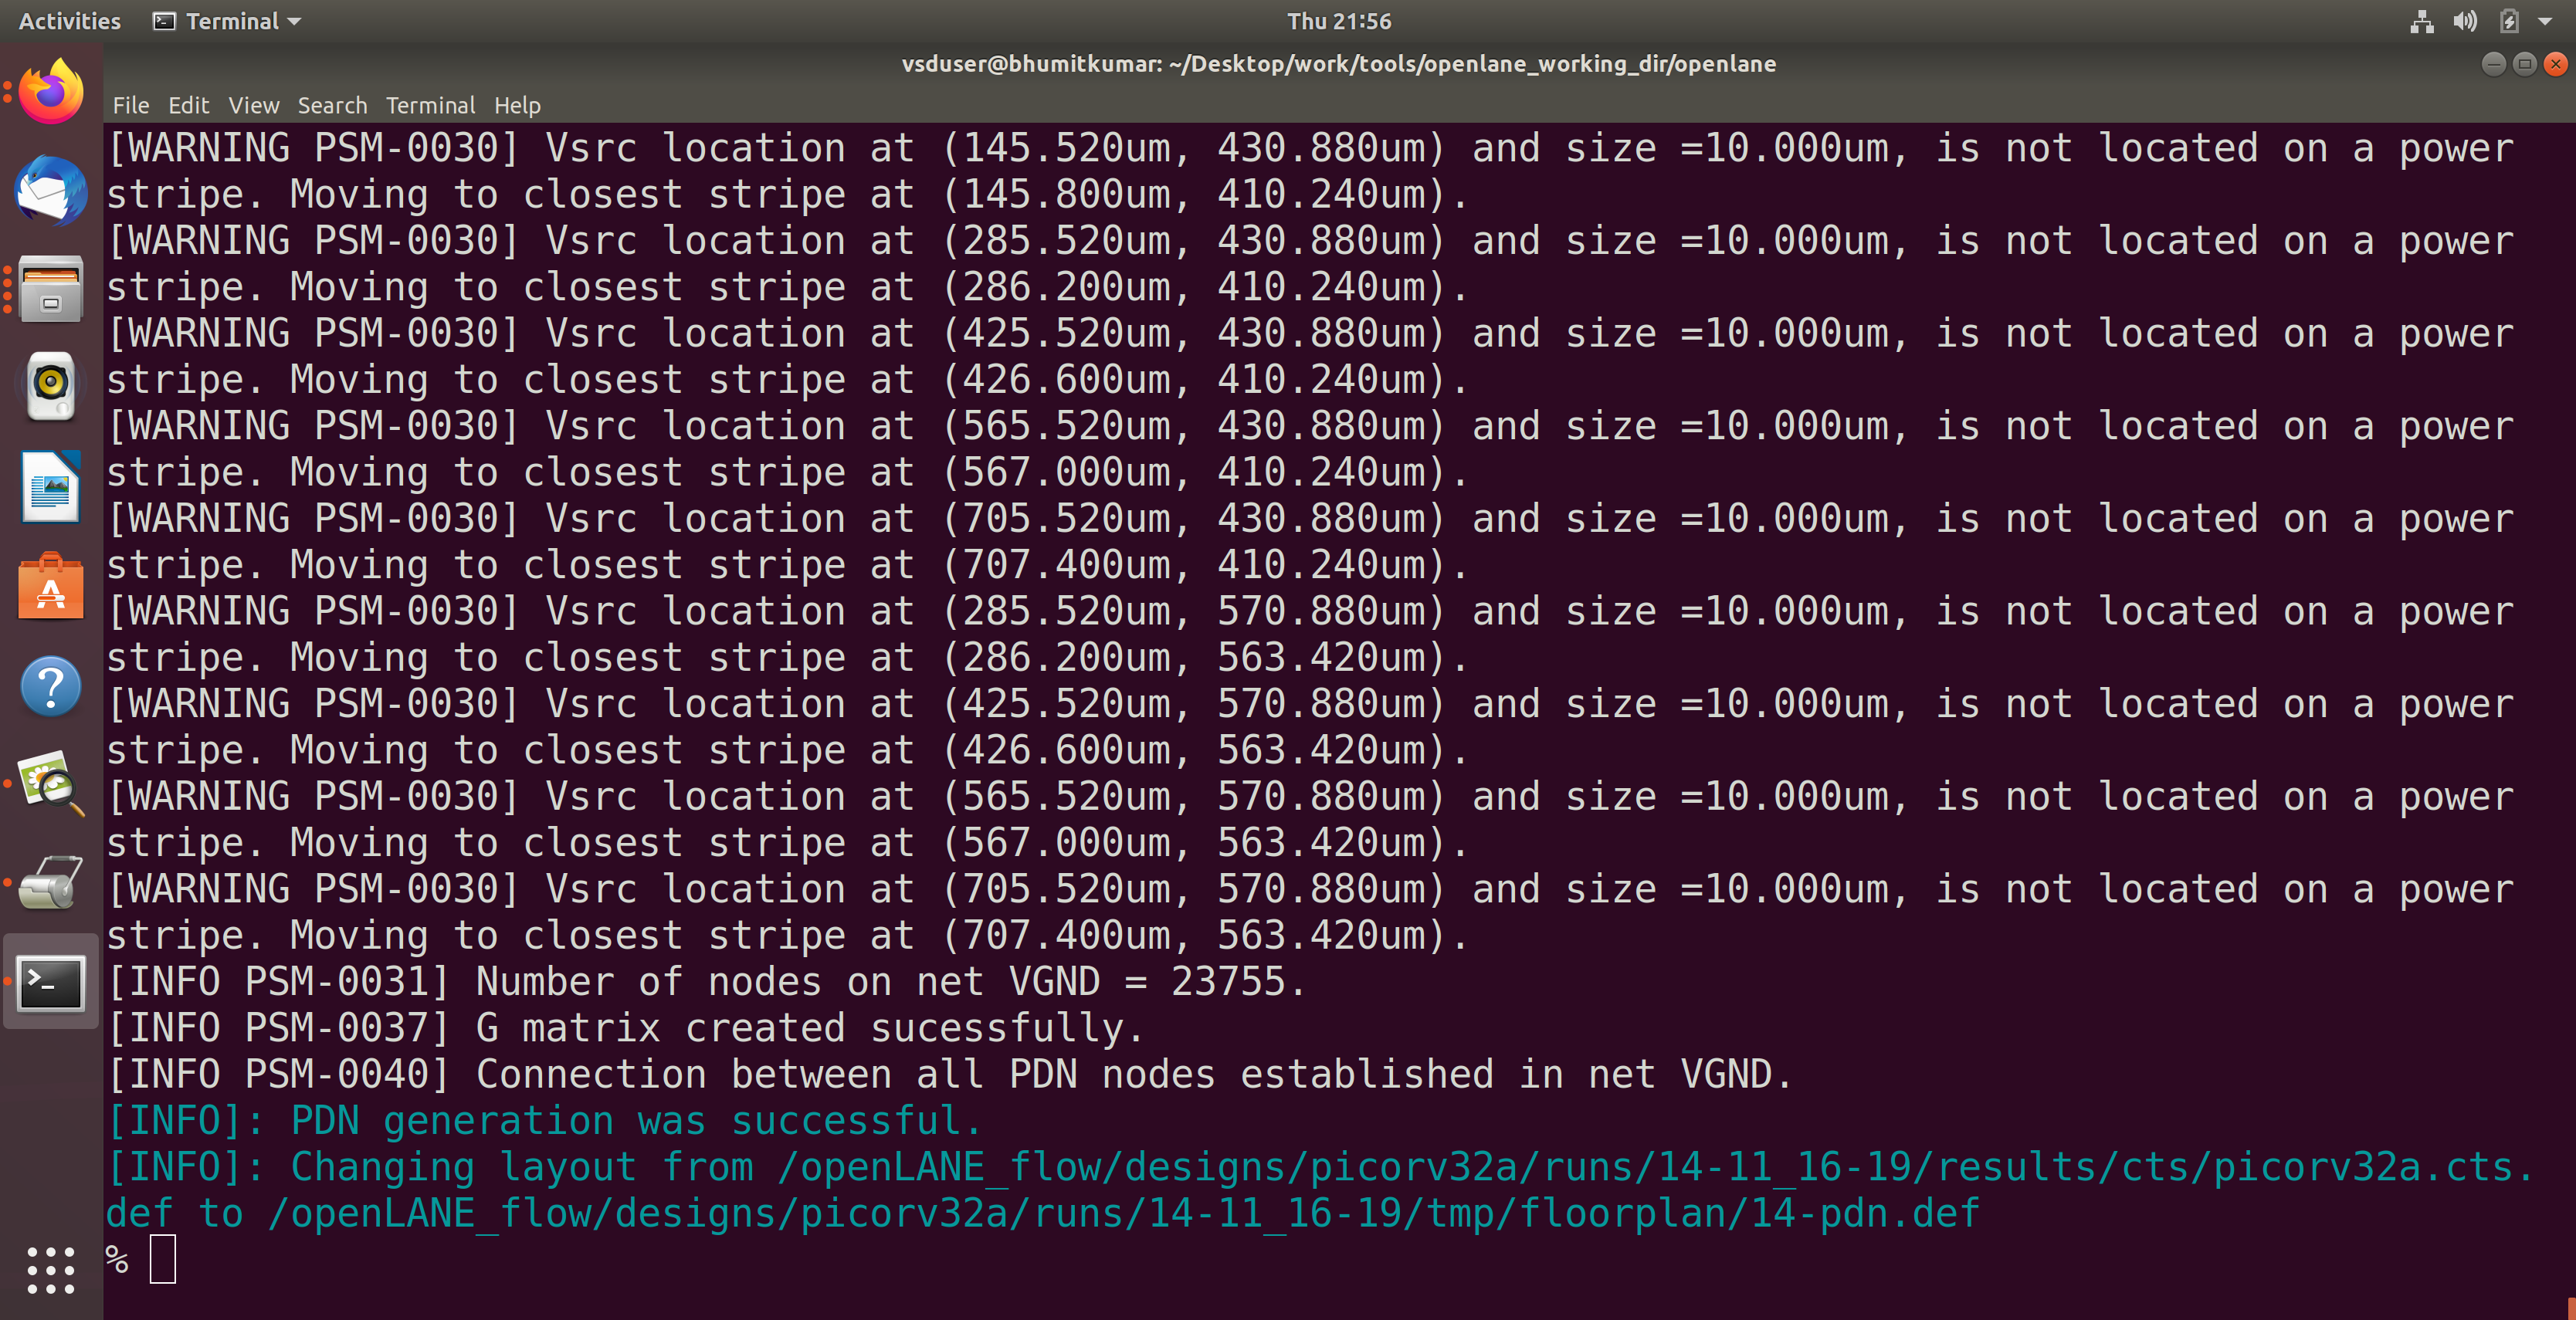 Activities Terminal Thu 21:56
vsduser@bhumitkumar: ~/Desktop/work/tools/openlane_working_dir/openlane
File Edit View Search Terminal Help
[WARNING PSM-0030] Vsrc location at (145.520um, 430.880um) and size =10.000um, is not located on a power
stripe. Moving to closest stripe at (145.800um, 410.240um).
[WARNING PSM-0030] Vsrc location at (285.520um, 430.880um) and size =10.000um, is not located on a power
stripe. Moving to closest stripe at (286.200um, 410.240um).
[WARNING PSM-0030] Vsrc location at (425.520um, 430.880um) and size =10.000um, is not located on a power
stripe. Moving to closest stripe at (426.600um, 410.240um).
[WARNING PSM-0030] Vsrc location at (565.520um, 430.880um) and size =10.000um, is not located on a power
stripe. Moving to closest stripe at (567.000um, 410.240um).
[WARNING PSM-0030] Vsrc location at (705.520um, 430.880um) and size =10.000um, is not located on a power
stripe. Moving to closest stripe at (707.400um, 410.240um).
[WARNING PSM-0030] Vsrc location at (285.520um, 570.880um) and size =10.000um, is not located on a power
stripe. Moving to closest stripe at (286.200um, 563.420um).
[WARNING PSM-0030] Vsrc location at (425.520um, 570.880um) and size =10.000um, is not located on a power
stripe. Moving to closest stripe at (426.600um, 563.420um).
[WARNING PSM-0030] Vsrc location at (565.520um, 570.880um) and size =10.000um, is not located on a power
stripe. Moving to closest stripe at (567.000um, 563.420um).
[WARNING PSM-0030] Vsrc location at (705.520um, 570.880um) and size =10.000um, is not located on a power
stripe. Moving to closest stripe at (707.400um, 563.420um).
[INFO PSM-0031] Number of nodes on net VGND = 23755.
[INFO PSM-0037] G matrix created sucessfully.
[INFO PSM-0040] Connection between all PDN nodes established in net VGND.
[INFO]: PDN generation was successful.
[INFO]: Changing layout from /openLANE_flow/designs/picorv32a/runs/14-11_16-19/results/cts/picorv32a.cts.
def to /openLANE_flow/designs/picorv32a/runs/14-11_16-19/tmp/floorplan/14-pdn.def
%